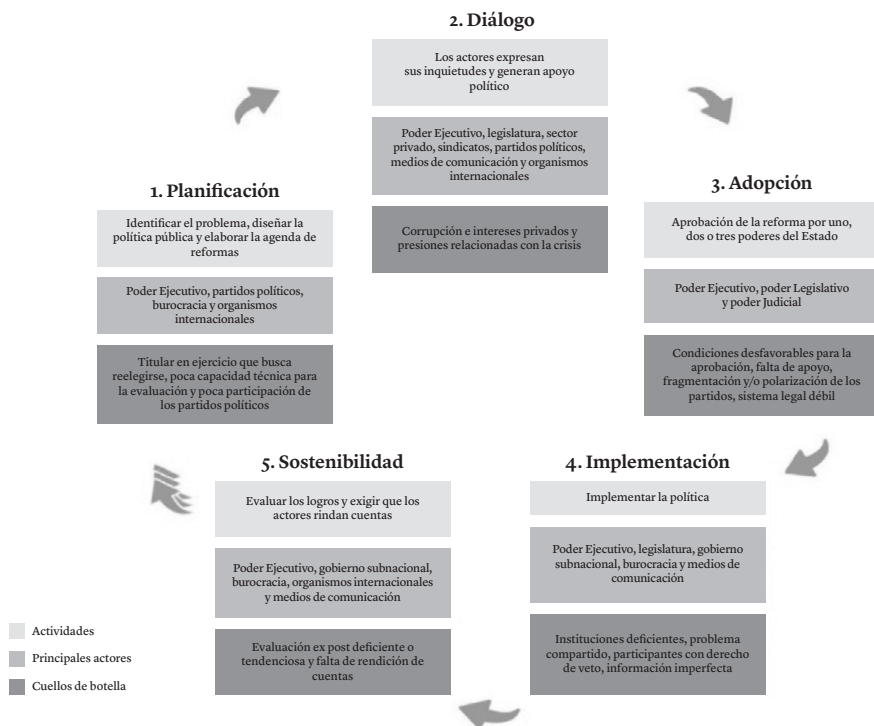 2. Diálogo
Los actores expresan
sus inquietudes y generan apoyo
político
Poder Ejecutivo, legislatura, sector
privado, sindicatos, partidos políticos,
medios de comunicación y organismos
internacionales
Corrupción e intereses privados y
presiones relacionadas con la crisis
1. Planificación
Identificar el problema, diseñar la
política pública y elaborar la agenda de
reformas
Poder Ejecutivo, partidos políticos,
burocracia y organismos
internacionales
Titular en ejercicio que busca
reelegirse, poca capacidad técnica para
la evaluación y poca participación de
los partidos políticos
3. Adopción
Aprobación de la reforma por uno,
dos o tres poderes del Estado
Poder Ejecutivo, poder Legislativo
y poder Judicial
Condiciones desfavorables para la
aprobación, falta de apoyo,
fragmentación y/o polarización de los
partidos, sistema legal débil
5. Sostenibilidad
Evaluar los logros y exigir que los
actores rindan cuentas
Poder Ejecutivo, gobierno subnacional,
burocracia, organismos internacionales
y medios de comunicación
Evaluación ex post deficiente o
tendenciosa y falta de rendición de
cuentas
4. Implementación
Implementar la política
Poder Ejecutivo, legislatura, gobierno
subnacional, burocracia y medios de
comunicación
Instituciones deficientes, problema
compartido, participantes con derecho
de veto, información imperfecta
Actividades
Principales actores
Cuellos de botella